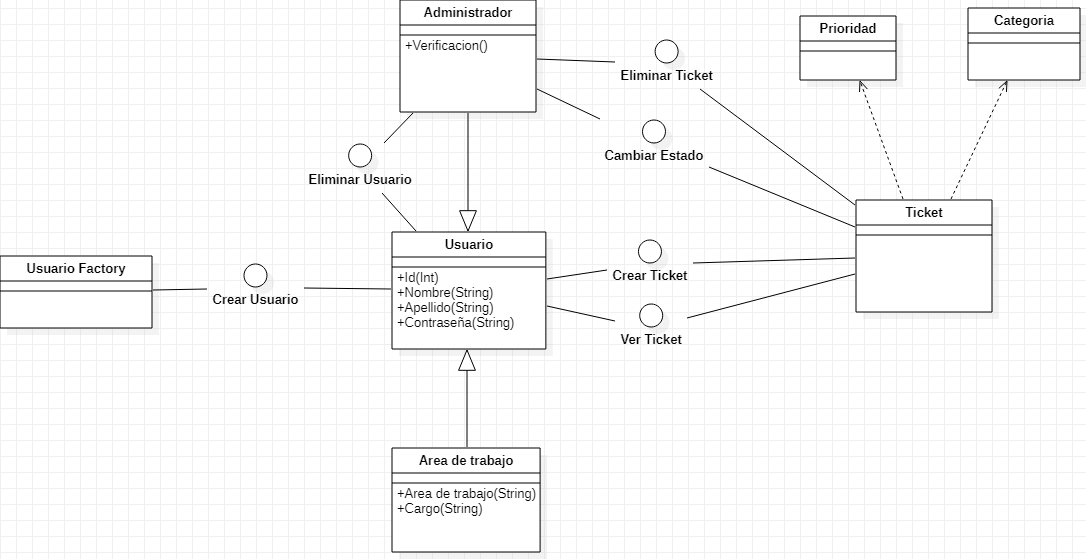 Administrador
+Verificacion()
Prioridad
Categoria
Eliminar Ticket
Cambiar Estado
Eliminar Usuario
Ticket
Usuario
+Id(Int)
+Nombre(String)
+Apellido(String)
+Contraseña(String)
Usuario Factory
Crear Usuario
Crear Ticket
Ver Ticket
Area de trabajo
+Area de trabajo(String)
+Cargo(String)